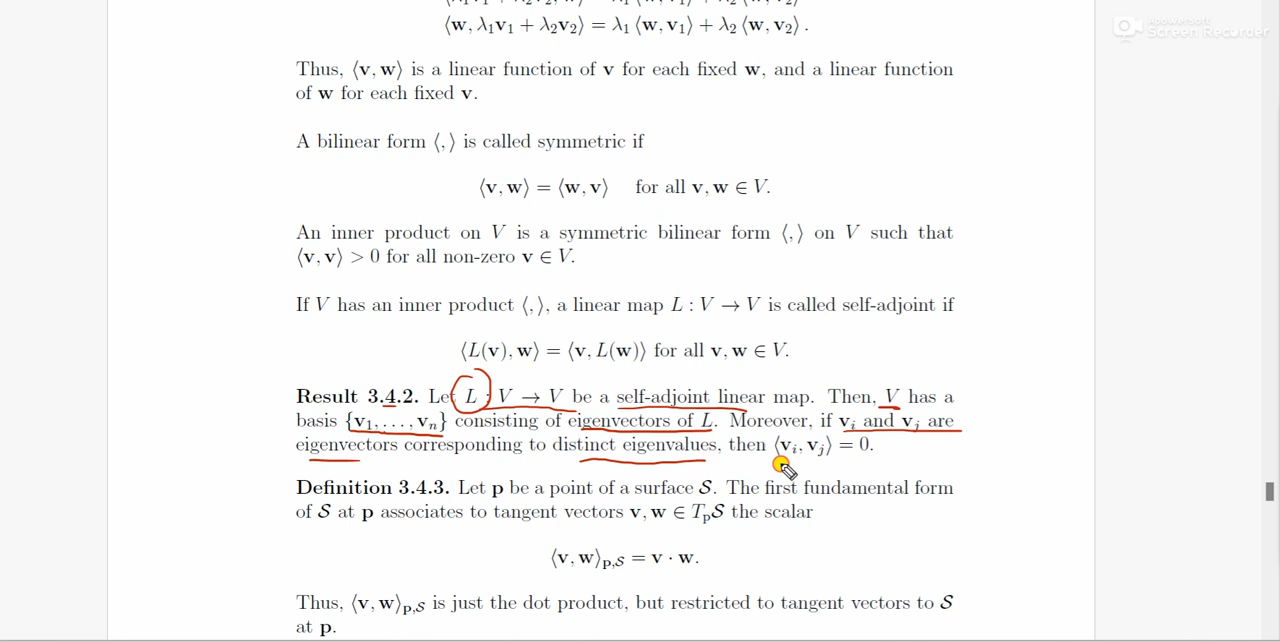 ⟨w, λ₁v₁ + λ₂v₂⟩ = λ₁ ⟨w, v₁⟩ + λ₂ ⟨w, v₂⟩ .
Apowersoft
Screen Recorder
Thus, ⟨v, w⟩ is a linear function of v for each fixed w, and a linear function
of w for each fixed v.
A bilinear form ⟨,⟩ is called symmetric if
⟨v, w⟩ = ⟨w, v⟩ for all v, w ∈ V.
An inner product on V is a symmetric bilinear form ⟨,⟩ on V such that
⟨v, v⟩ > 0 for all non-zero v ∈ V.
If V has an inner product ⟨,⟩, a linear map L : V → V is called self-adjoint if
⟨L(v), w⟩ = ⟨v, L(w)⟩ for all v, w ∈ V.
Result 3.4.2. Let L : V → V be a self-adjoint linear map. Then, V has a
basis {v₁, . . . , vₙ} consisting of eigenvectors of L. Moreover, if vᵢ and vⱼ are
eigenvectors corresponding to distinct eigenvalues, then ⟨vᵢ, vⱼ⟩ = 0.
Definition 3.4.3. Let p be a point of a surface 𝒮. The first fundamental form
of 𝒮 at p associates to tangent vectors v, w ∈ Tₚ𝒮 the scalar
⟨v, w⟩ₚ,𝒮 = v · w.
Thus, ⟨v, w⟩ₚ,𝒮 is just the dot product, but restricted to tangent vectors to 𝒮
at p.